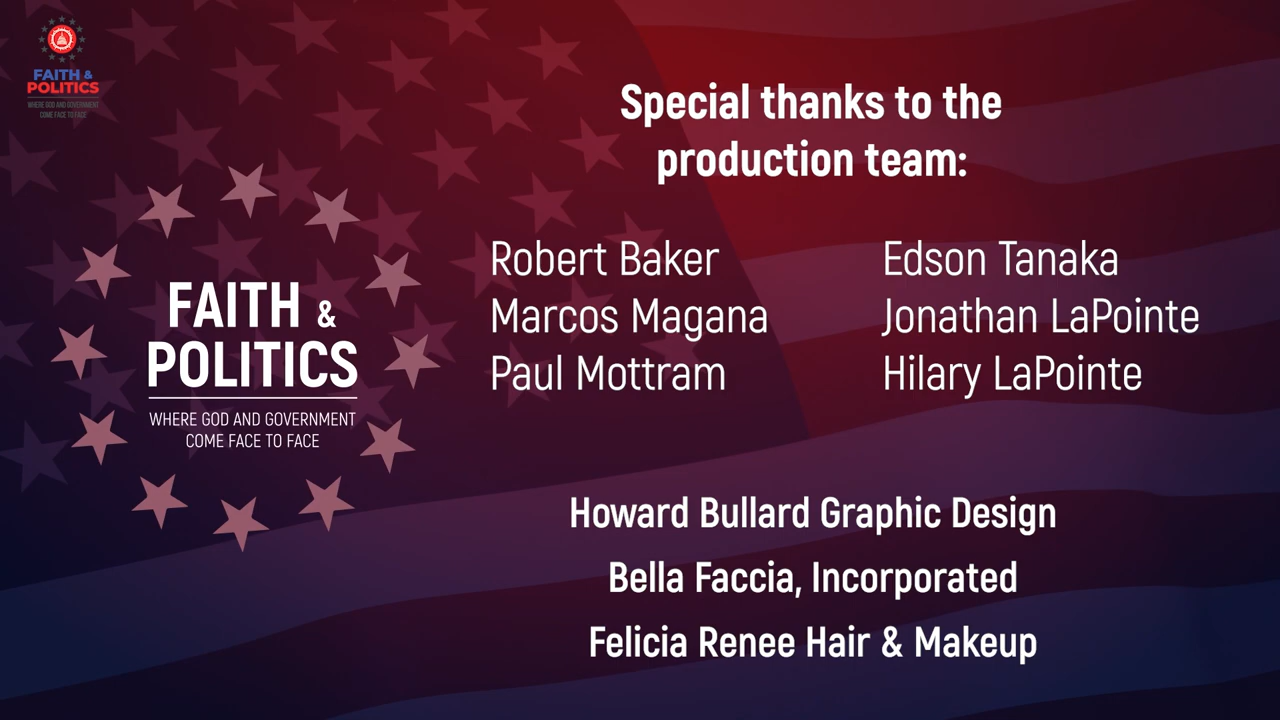 FAITH &
POLITICS
WHERE GOD AND GOVERNMENT
COME FACE TO FACE
Special thanks to the
production team:
FAITH &
POLITICS
WHERE GOD AND GOVERNMENT
COME FACE TO FACE
Robert Baker
Marcos Magana
Paul Mottram
Edson Tanaka
Jonathan LaPointe
Hilary LaPointe
Howard Bullard Graphic Design
Bella Faccia, Incorporated
Felicia Renee Hair & Makeup